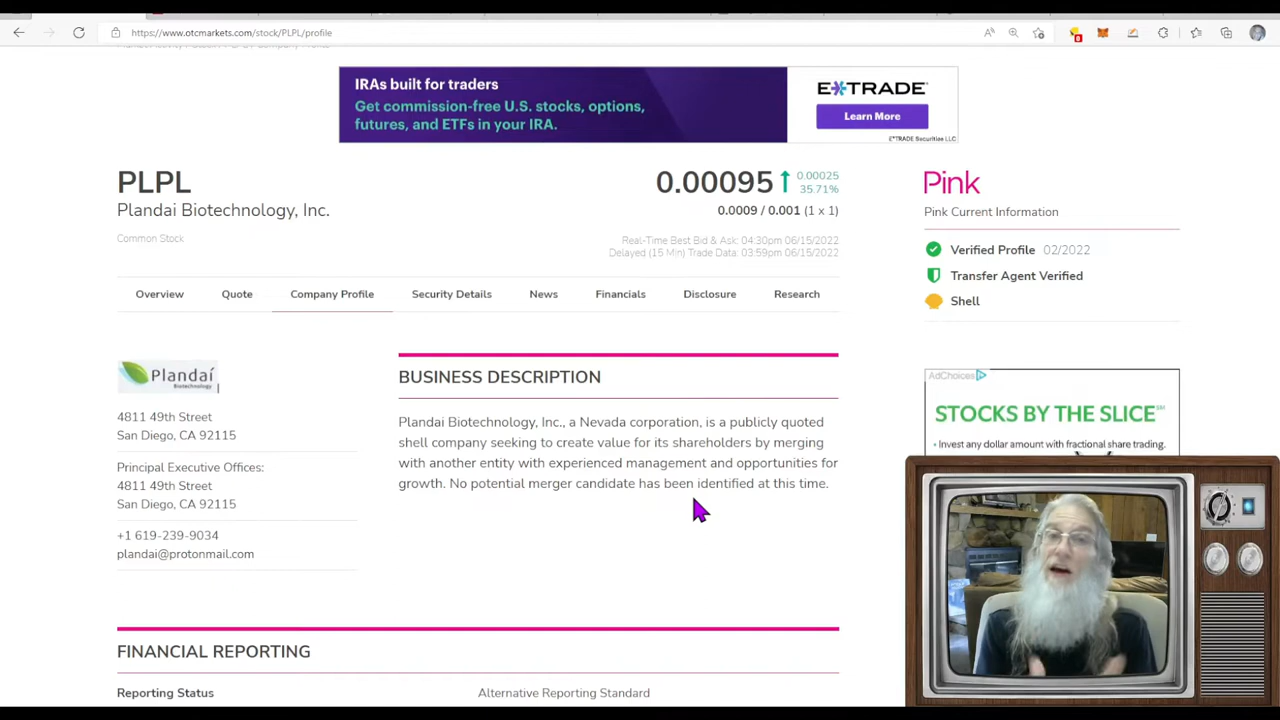 https://www.otcmarkets.com/stock/PLPL/profile
IRAs built for traders
Get commission-free U.S. stocks, options,
futures, and ETFs in your IRA.
E*TRADE
Learn More
E*TRADE Securities LLC
PLPL
Plandai Biotechnology, Inc.
Common Stock
0.00095
0.00025
35.71%
0.0009 / 0.001 (1 x 1)
Real-Time Best Bid & Ask: 04:30pm 06/15/2022
Delayed (15 Min) Trade Data: 03:59pm 06/15/2022
Pink
Pink Current Information
Verified Profile 02/2022
Transfer Agent Verified
Shell
Overview Quote Company Profile Security Details News Financials Disclosure Research
Plandaí
Biotechnology
4811 49th Street
San Diego, CA 92115
Principal Executive Offices:
4811 49th Street
San Diego, CA 92115
+1 619-239-9034
plandai@protonmail.com
BUSINESS DESCRIPTION
Plandai Biotechnology, Inc., a Nevada corporation, is a publicly quoted
shell company seeking to create value for its shareholders by merging
with another entity with experienced management and opportunities for
growth. No potential merger candidate has been identified at this time.
AdChoices
STOCKS BY THE SLICE℠
• Invest any dollar amount with fractional share trading.
FINANCIAL REPORTING
Reporting Status Alternative Reporting Standard